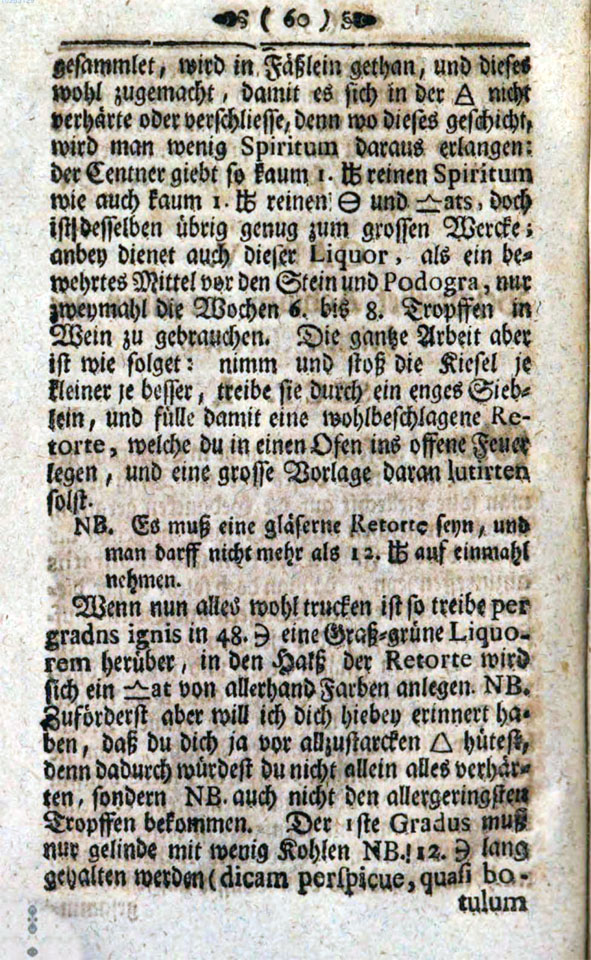 ( 60 )
gesammlet, wird in Fäßlein gethan, und dieses
wohl zugemacht, damit es sich in der 🜁 nicht
verhärte oder verschliesse, denn wo dieses geschicht,
wird man wenig Spiritum daraus erlangen:
der Centner giebt so kaum 1. ℔ reinen Spiritum
wie auch kaum 1. ℔ reinen 🜔 und 🜍ats, doch
ist desselben übrig genug zum grossen Wercke;
anbey dienet auch dieser Liquor, als ein be-
wehrtes Mittel vor den Stein und Podogra, nur
zweymahl die Wochen 6. bis 8. Tropffen in
Wein zu gebrauchen. Die gantze Arbeit aber
ist wie folget: nimm und stoß die Kiesel je
kleiner je besser, treibe sie durch ein enges Sieb-
lein, und fülle damit eine wohlbeschlagene Re-
torte, welche du in einen Ofen ins offene Feuer
legen, und eine grosse Vorlage daran lutirten
solst.
NB. Es muß eine gläserne Retorte seyn, und
man darff nicht mehr als 12. ℔ auf einmahl
nehmen.
Wenn nun alles wohl trucken ist so treibe per
gradns ignis in 48. ℈ eine Graß-grüne Liquo-
rem herüber, in den Halß der Retorte wird
sich ein at von allerhand Farben anlegen. NB.
Zuförderst aber will ich dich hiebey erinnert ha-
ben, daß du dich ja vor allzustarcken 🜂 hütest,
denn dadurch würdest du nicht allein alles verhär-
ten, sondern NB. auch nicht den allergeringsten
Tropffen bekommen. Der 1ste Gradus muß
nur gelinde mit wenig Kohlen NB. 12. ℈ lang
gehalten werden (dicam perspicue, quasi bo-
tulum